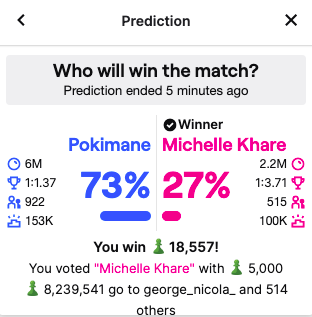 Prediction
Who will win the match?
Prediction ended 5 minutes ago
Winner
Pokimane
Michelle Khare
73%
27%
6M
1:1.37
922
153K
2.2M
1:3.71
515
100K
You win 18,557!
You voted "Michelle Khare" with 5,000
8,239,541 go to george_nicola_ and 514
others